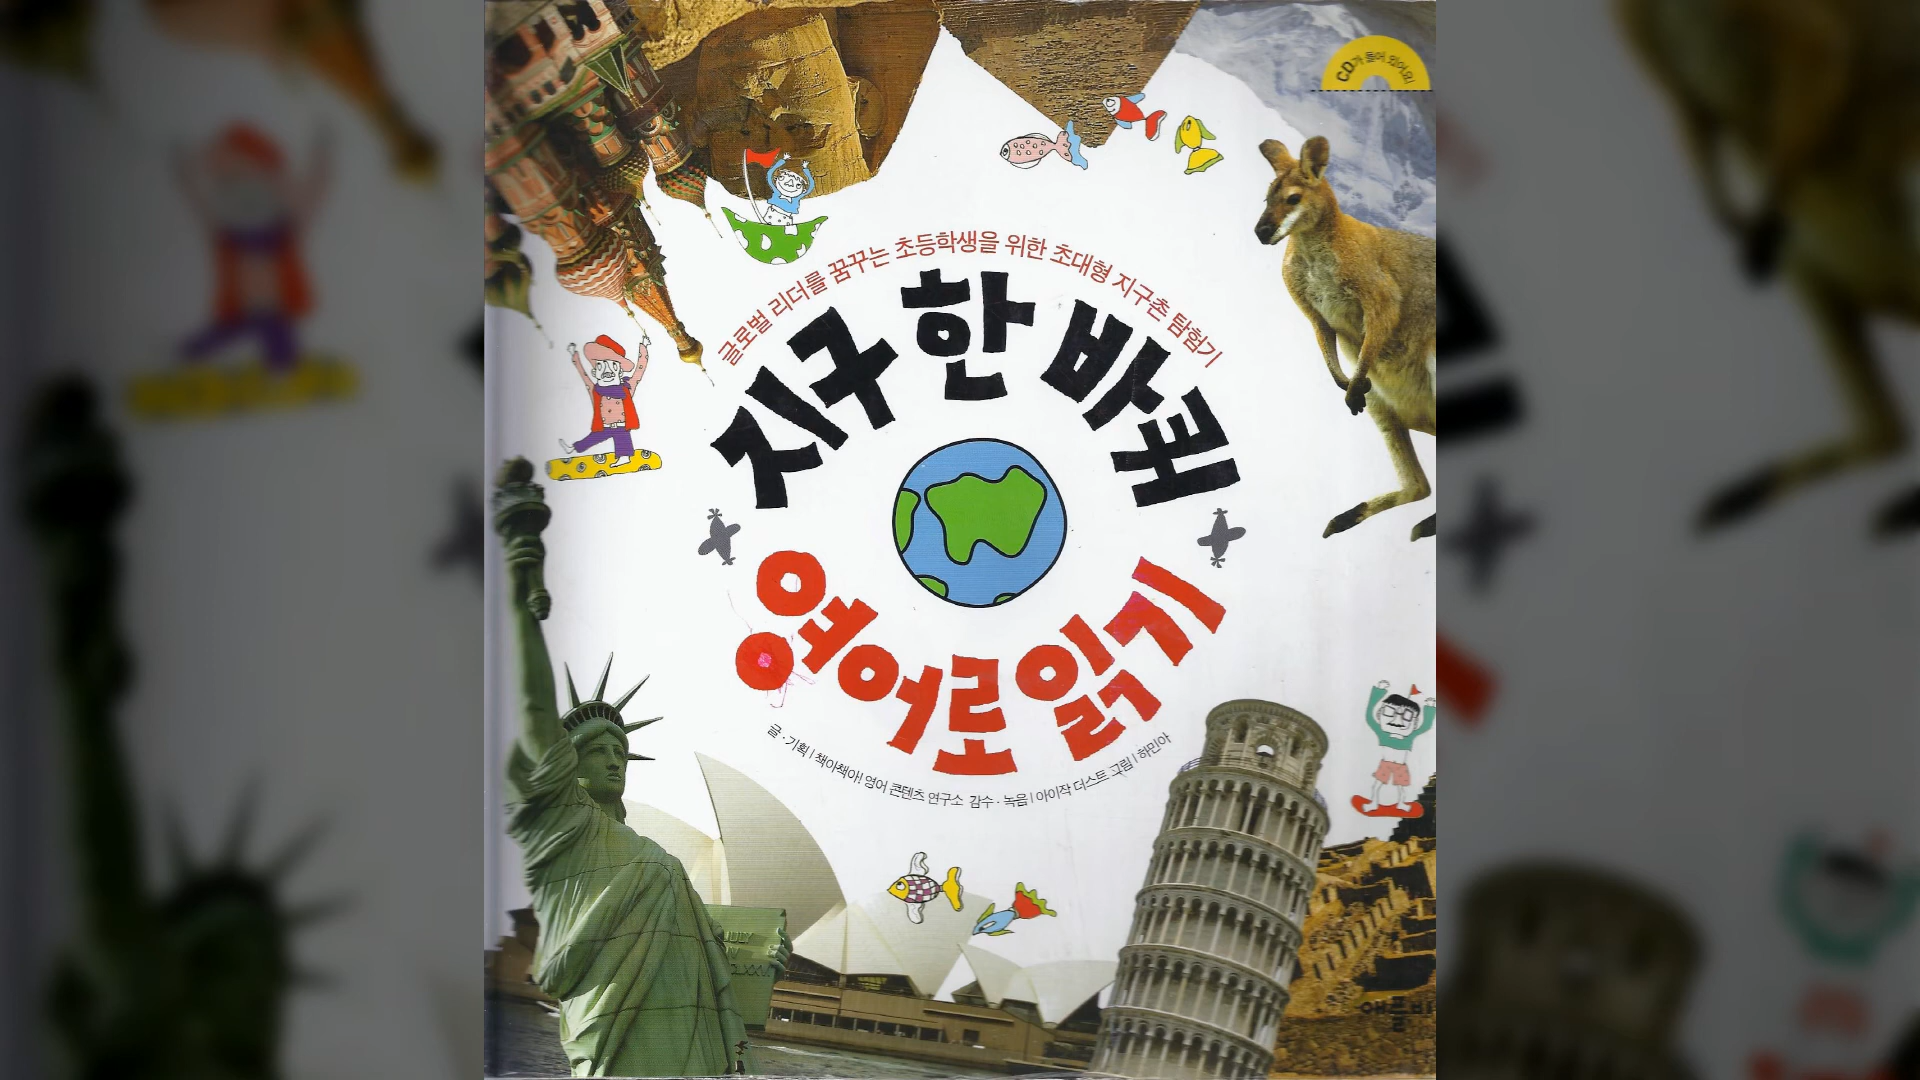 CD가 들어 있어요!
글로벌 리더를 꿈꾸는 초등학생을 위한 초대형 지구촌 탐험기
지구 한 바퀴
영어로 읽기
글·기획 | 책아책아! 영어 콘텐츠 연구소 감수·녹음 | 아이작 더스트 그림 | 허민아
JULY
IV
애플비